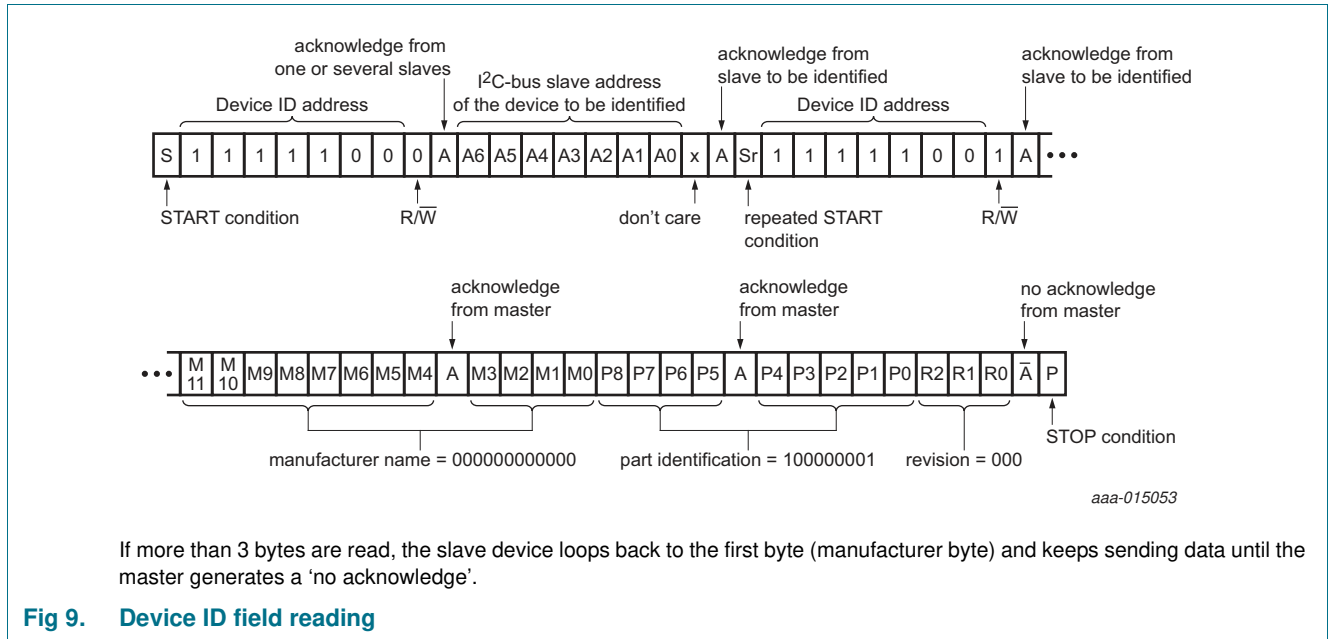 acknowledge from
one or several slaves
I2C-bus slave address
of the device to be identified
acknowledge from
slave to be identified
acknowledge from
slave to be identified
Device ID address
Device ID address
S 1 1 1 1 1 0 0 0 A A6 A5 A4 A3 A2 A1 A0 x A Sr 1 1 1 1 1 0 0 1 A •••
START condition
R/W̅
don't care
repeated START
condition
R/W̅
acknowledge
from master
acknowledge
from master
no acknowledge
from master
••• M11 M10 M9 M8 M7 M6 M5 M4 A M3 M2 M1 M0 P8 P7 P6 P5 A P4 P3 P2 P1 P0 R2 R1 R0 A̅ P
STOP condition
manufacturer name = 000000000000
part identification = 100000001
revision = 000
aaa-015053
If more than 3 bytes are read, the slave device loops back to the first byte (manufacturer byte) and keeps sending data until the
master generates a ‘no acknowledge’.
Fig 9. Device ID field reading